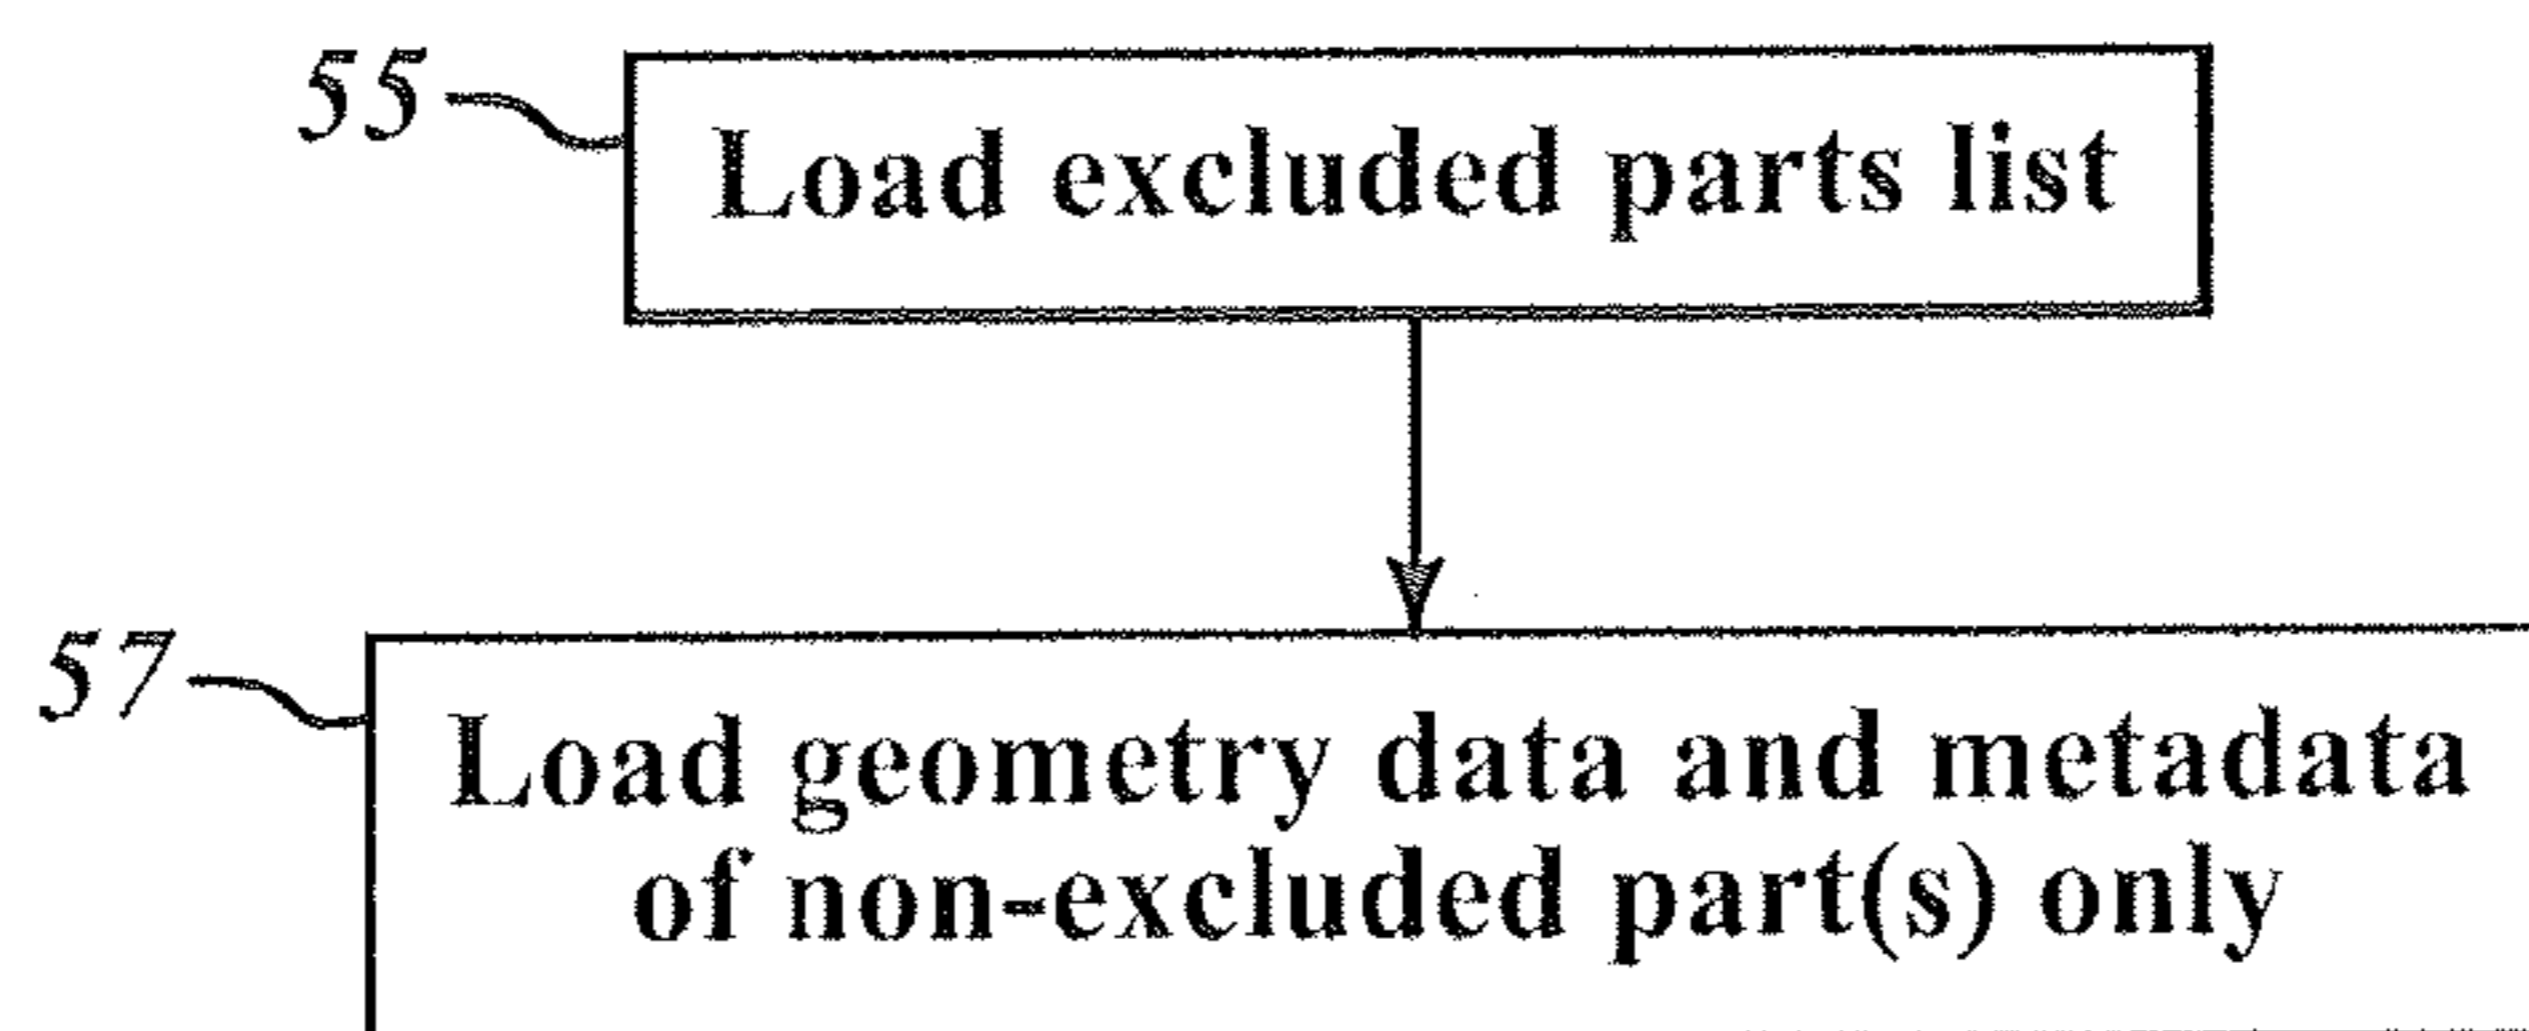 55
Load excluded parts list
57
Load geometry data and metadata
of non-excluded part(s) only